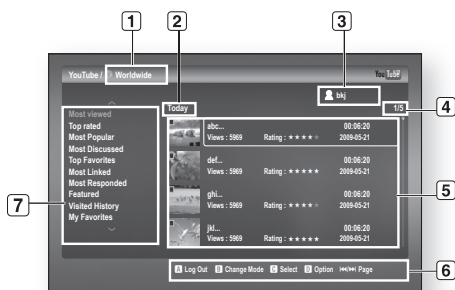 1
2
3
YouTube / Worldwide
YouTube
bkj
4
Today
1/5
Most viewed
Top rated
Most Popular
Most Discussed
Top Favorites
Most Linked
Most Responded
Featured
Visited History
My Favorites
7
abc...
00:06:20
Views : 5969 Rating : ★★★★★ 2009-05-21
def...
00:06:20
Views : 5969 Rating : ★★★★★ 2009-05-21
5
ghi...
00:06:20
Views : 5969 Rating : ★★★★★ 2009-05-21
jkl...
00:06:20
Views : 5969 Rating : ★★★★★ 2009-05-21
A Log Out B Change Mode C Select D Option ⏮/⏭ Page
6